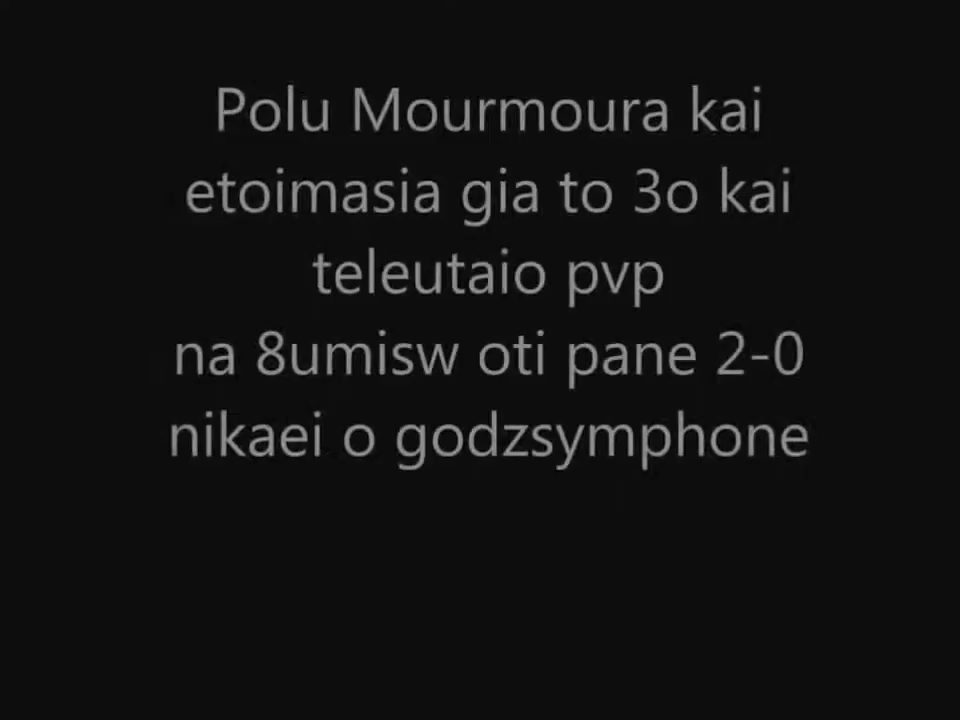 Polu Mourmoura kai
etoimasia gia to 3o kai
teleutaio pvp
na 8umisw oti pane 2-0
nikaei o godzsymphone